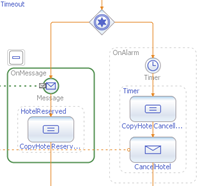 Timeout
OnMessage
Message
HotelReserved
CopyHotelReserv...
OnAlarm
Timer
Timer
CopyHotelCancell...
CancelHotel